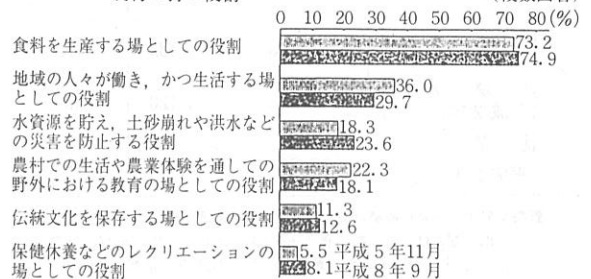 0 10 20 30 40 50 60 70 80(%)
食料を生産する場としての役割
73.2
74.9
地域の人々が働き，かつ生活する場
としての役割
36.0
29.7
水資源を貯え，土砂崩れや洪水など
の災害を防止する役割
18.3
23.6
農村での生活や農業体験を通しての
野外における教育の場としての役割
22.3
18.1
伝統文化を保存する場としての役割
11.3
12.6
保健休養などのレクリエーションの
場としての役割
5.5 平成5年11月
8.1 平成8年9月